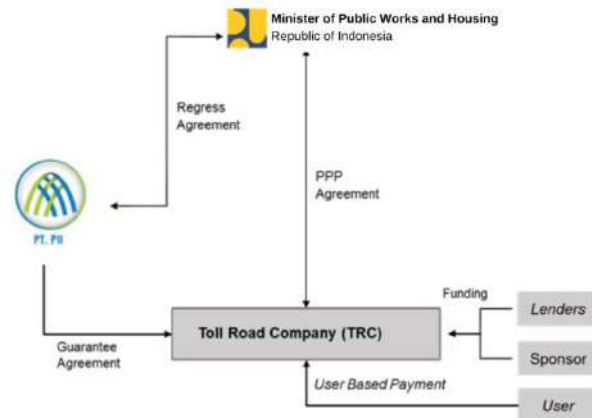 Minister of Public Works and Housing
Republic of Indonesia
Regress
Agreement
PPP
Agreement
PT. PII
Funding
Lenders
Toll Road Company (TRC)
Guarantee
Agreement
Sponsor
User Based Payment
User